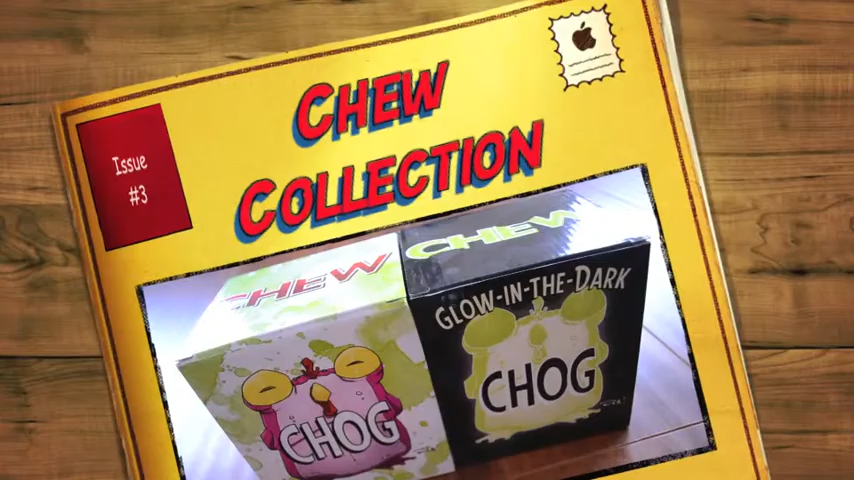 Issue
#3
CHEW
COLLECTION
CHEW
CHEW
GLOW-IN-THE-DARK
CHOG
CHOG